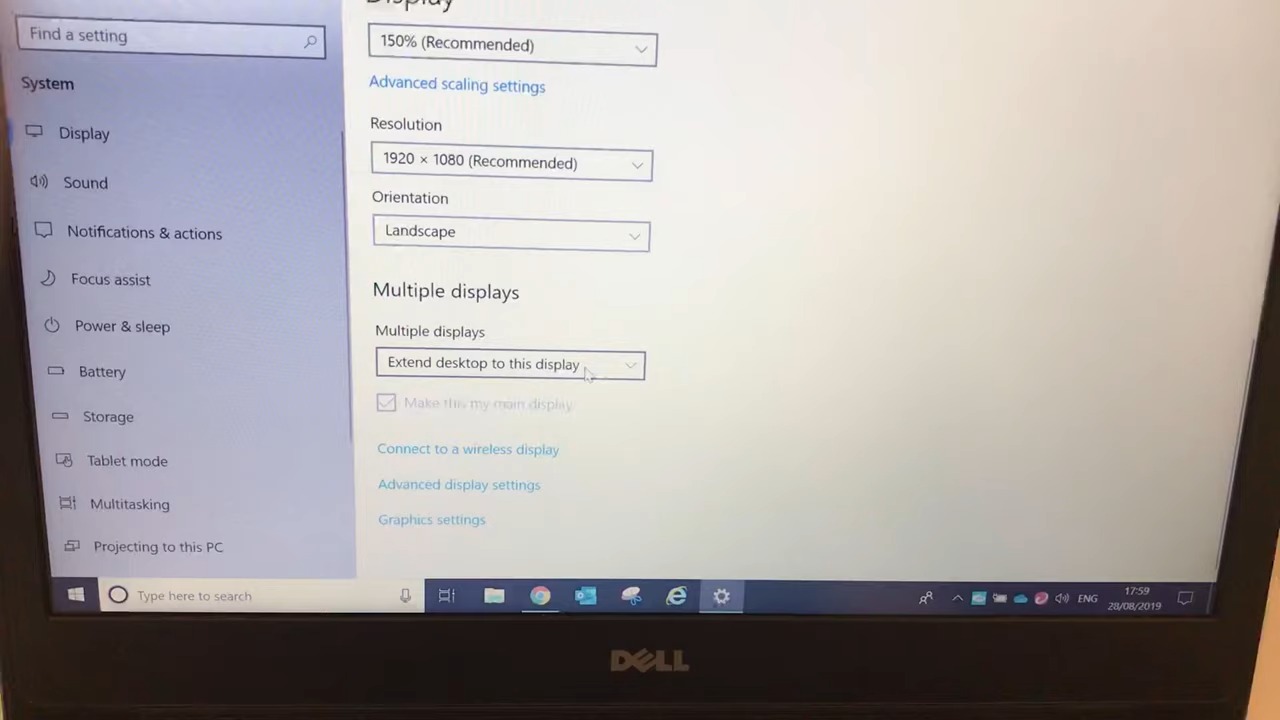 Display
Find a setting
150% (Recommended)
System
Advanced scaling settings
Resolution
Display
1920 × 1080 (Recommended)
Sound
Orientation
Landscape
Notifications & actions
Focus assist
Multiple displays
Power & sleep
Multiple displays
Extend desktop to this display
Battery
Make this my main display
Storage
Connect to a wireless display
Tablet mode
Advanced display settings
Multitasking
Graphics settings
Projecting to this PC
Type here to search
ENG
17:59
28/08/2019
DELL